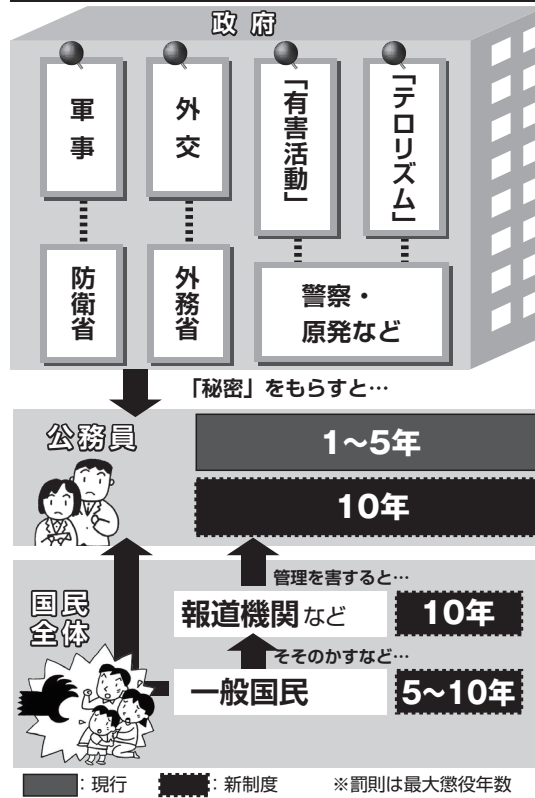 政府
軍事
外交
「有害活動」
「テロリズム」
防衛省
外務省
警察・
原発など
「秘密」をもらすと…
公務員
1～5年
10年
管理を害すると…
国民
全体
報道機関など
10年
そそのかすなど…
一般国民
5～10年
：現行
：新制度
※罰則は最大懲役年数